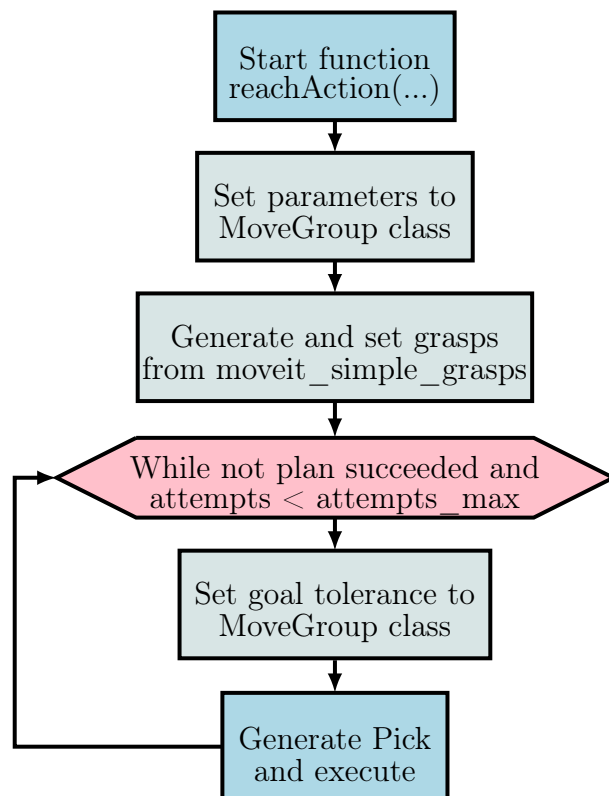 Start function
reachAction(...)
Set parameters to
MoveGroup class
Generate and set grasps
from moveit_simple_grasps
While not plan succeeded and
attempts < attempts_max
Set goal tolerance to
MoveGroup class
Generate Pick
and execute